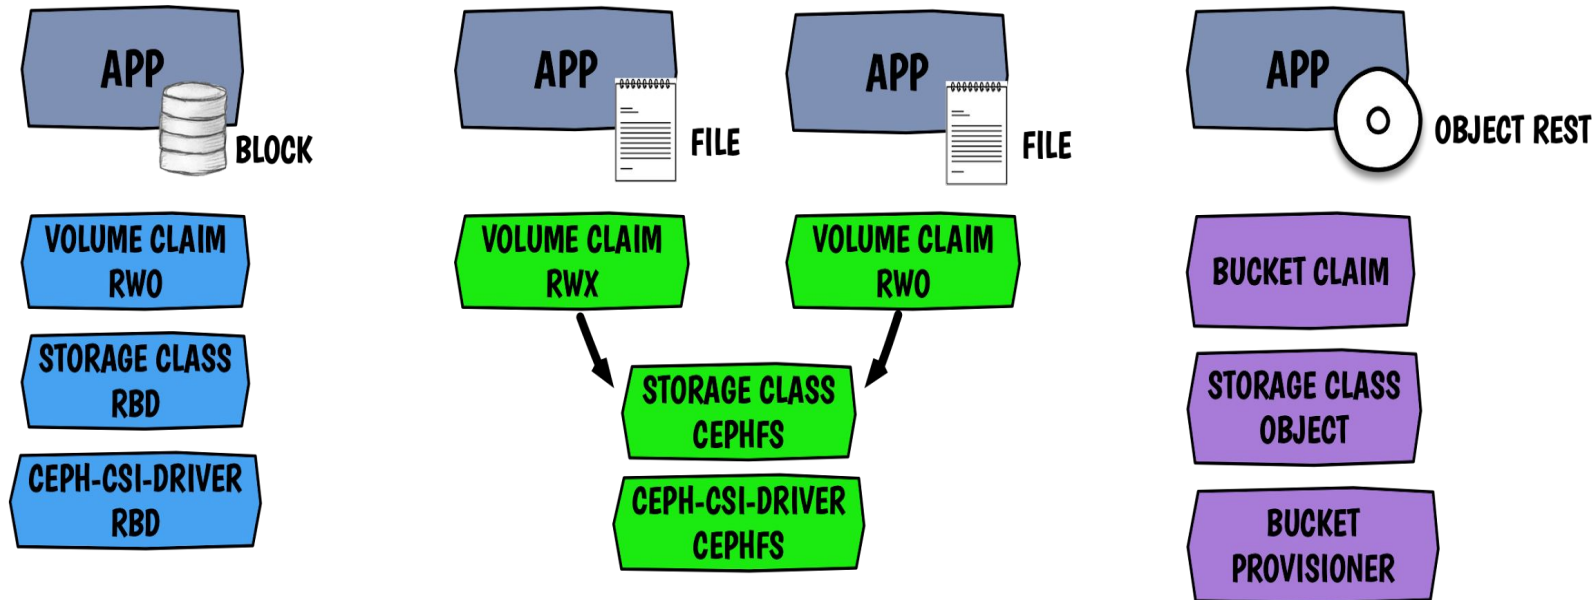 APP
BLOCK
VOLUME CLAIM
RWO
STORAGE CLASS
RBD
CEPH-CSI-DRIVER
RBD
APP
FILE
VOLUME CLAIM
RWX
APP
FILE
VOLUME CLAIM
RWO
STORAGE CLASS
CEPHFS
CEPH-CSI-DRIVER
CEPHFS
APP
OBJECT REST
BUCKET CLAIM
STORAGE CLASS
OBJECT
BUCKET
PROVISIONER